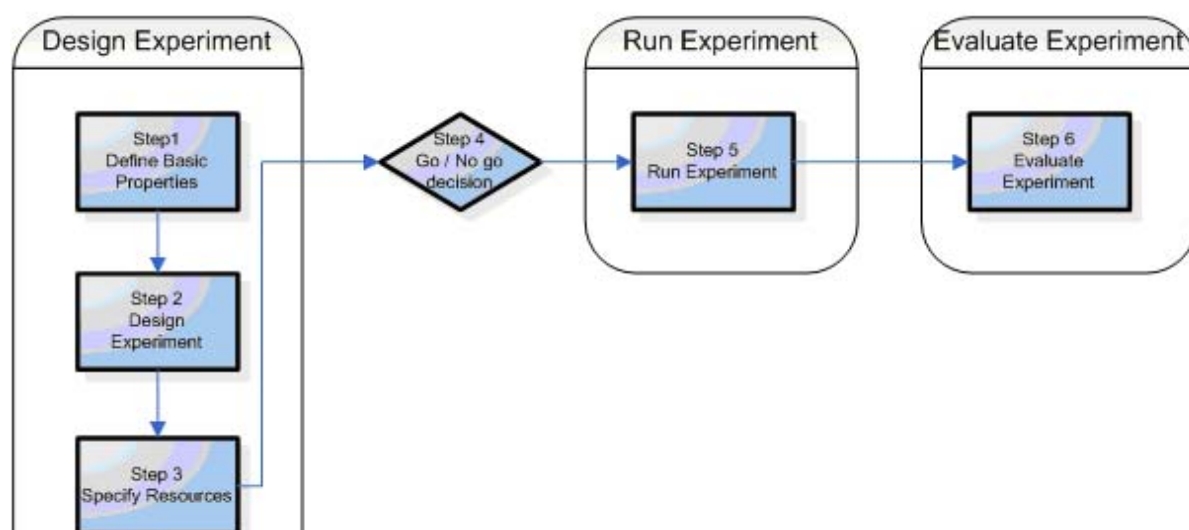 Design Experiment
Step1
Define Basic
Properties
Step 2
Design
Experiment
Step 3
Specify Resources
Step 4
Go / No go
decision
Run Experiment
Step 5
Run Experiment
Evaluate Experiment
Step 6
Evaluate
Experiment